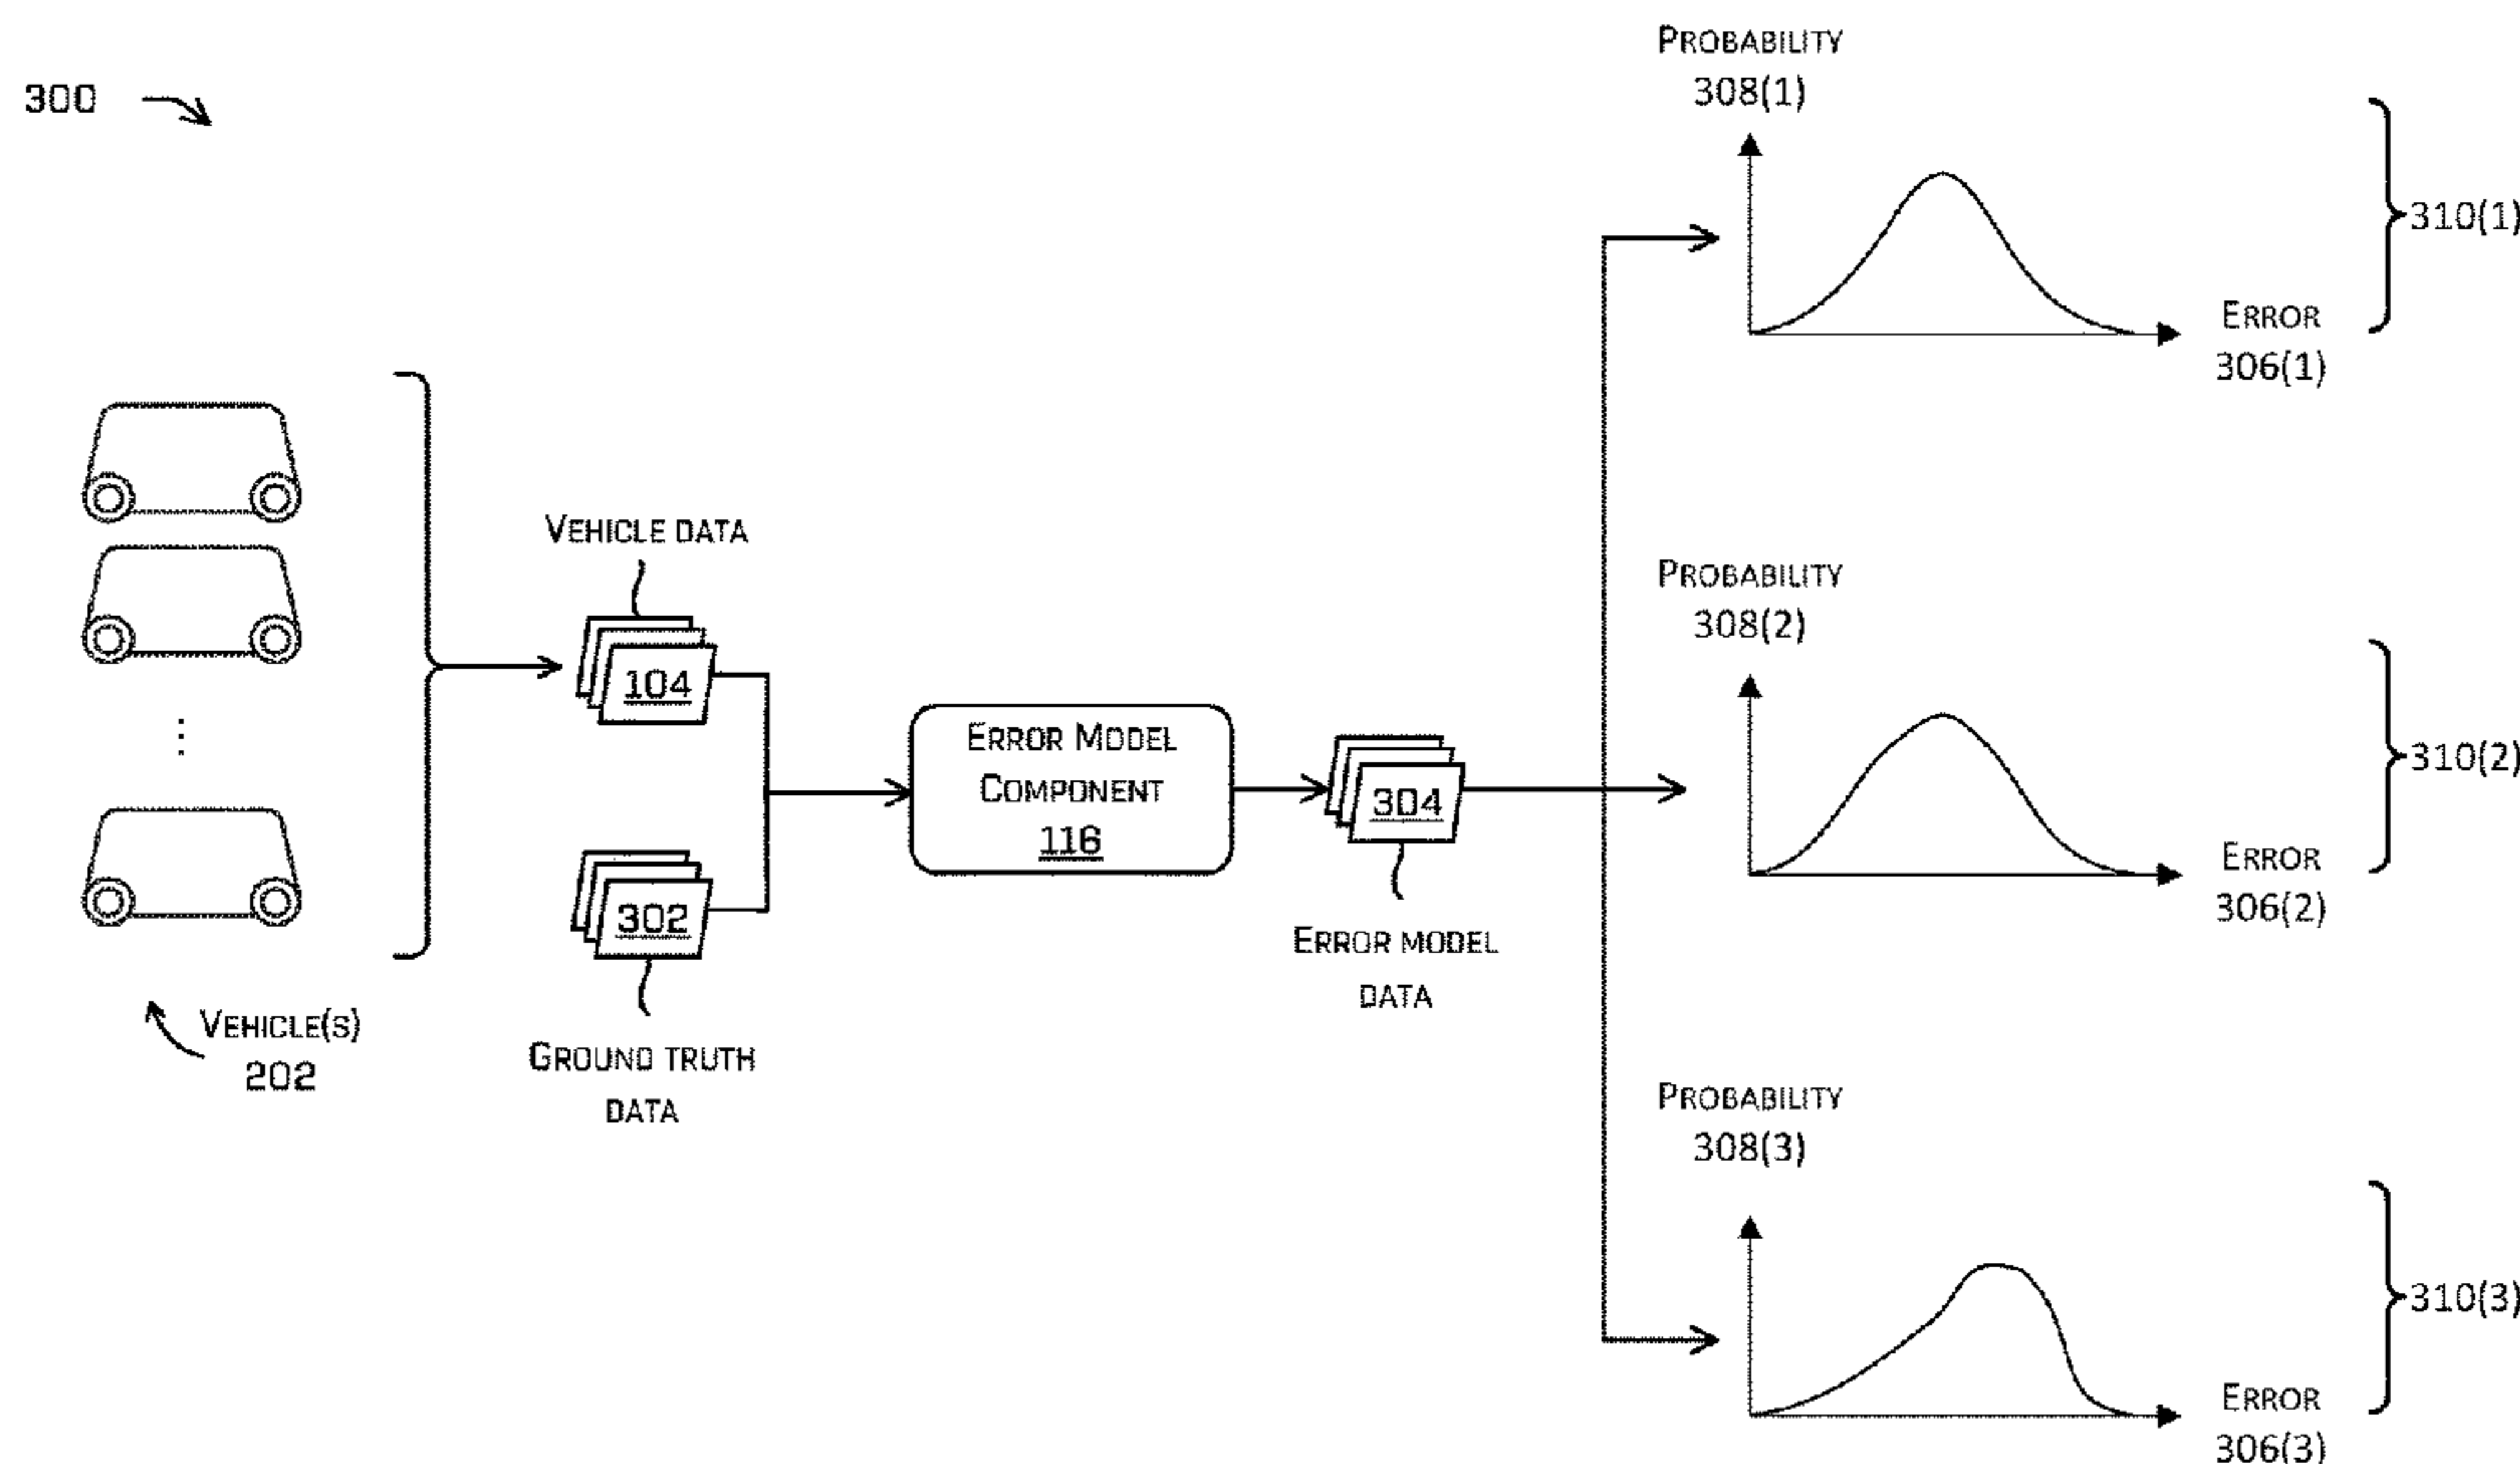 300
VEHICLE(S)
202
VEHICLE DATA
104
302
GROUND TRUTH
DATA
ERROR MODEL
COMPONENT
116
304
ERROR MODEL
DATA
PROBABILITY
308(1)
ERROR
306(1)
310(1)
PROBABILITY
308(2)
ERROR
306(2)
310(2)
PROBABILITY
308(3)
ERROR
306(3)
310(3)